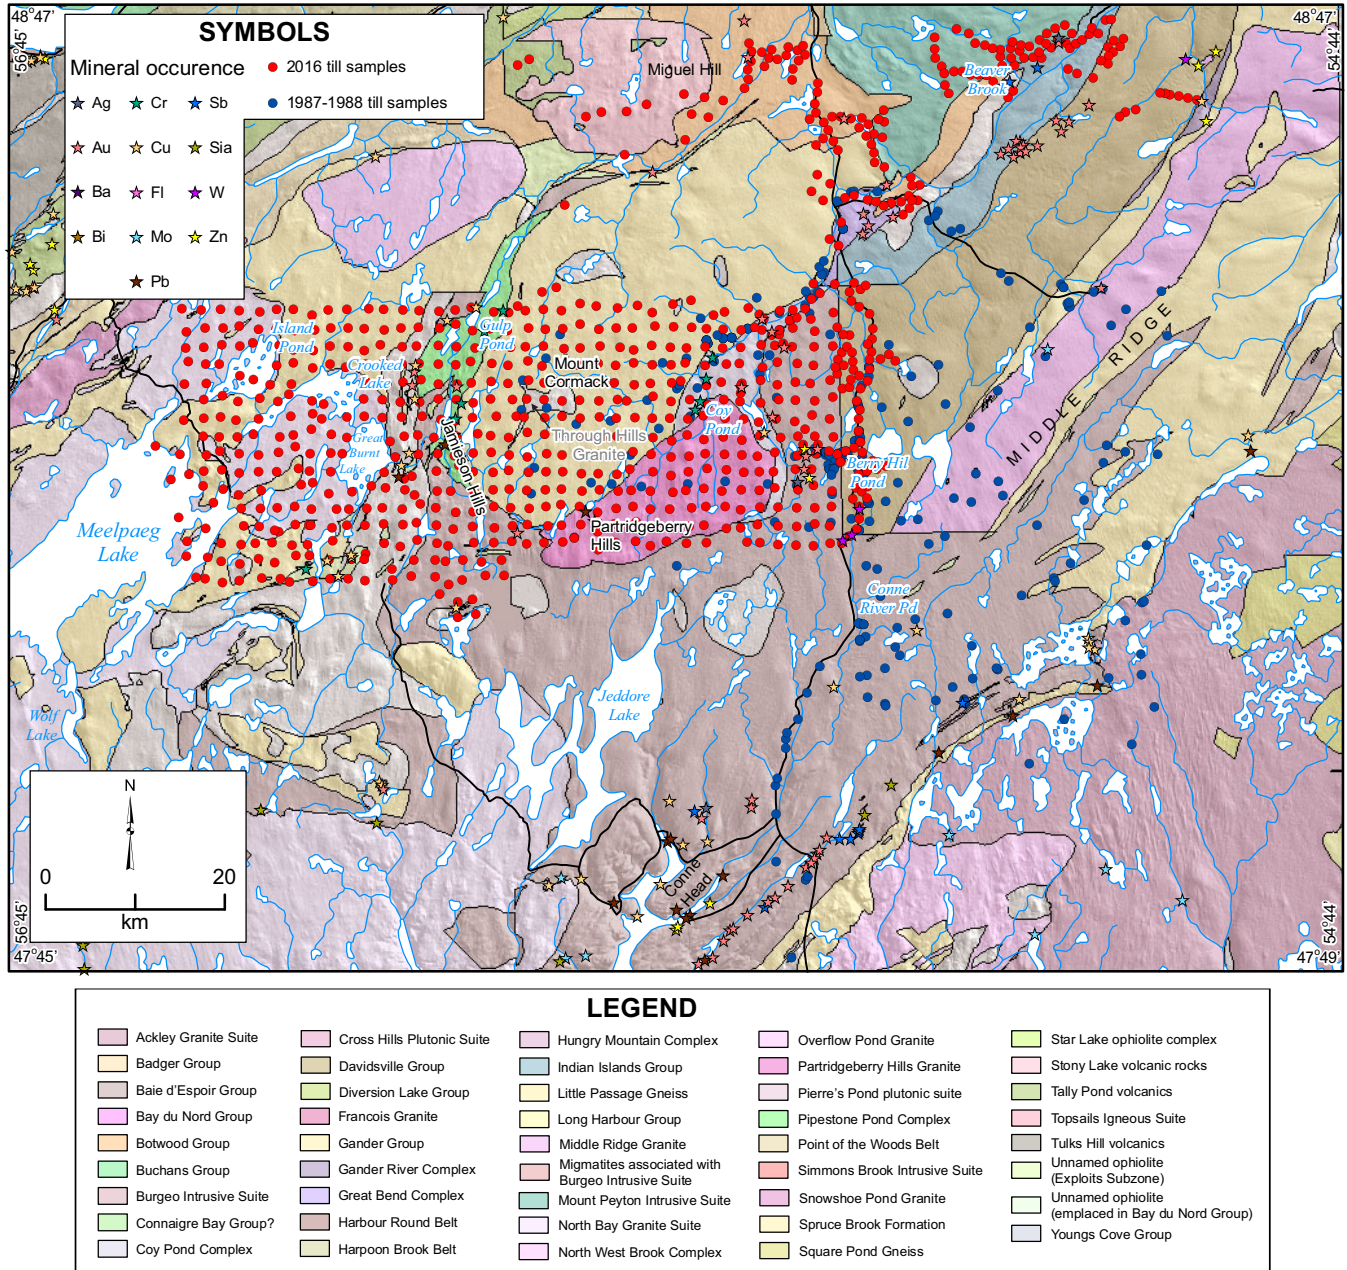 48°47'
56°45'
SYMBOLS
Mineral occurence
2016 till samples
1987-1988 till samples
Ag
Cr
Sb
Au
Cu
Sia
Ba
Fl
W
Bi
Mo
Zn
Pb
48°47'
54°44'
Miguel Hill
Beaver
Brook
Island
Pond
Gulp
Pond
Crooked
Lake
Mount
Cormack
MIDDLE RIDGE
Coy
Pond
Through Hills
Granite
Great
Burnt
Lake
Jamieson Hills
Berry Hil
Pond
Partridgeberry
Hills
Meelpaeg
Lake
Conne
River Pd
Jeddore
Lake
Wolf
Lake
N
0
20
km
Conne
Head
56°45'
47°45'
54°44'
47°49'
LEGEND
Ackley Granite Suite
Badger Group
Baie d'Espoir Group
Bay du Nord Group
Botwood Group
Buchans Group
Burgeo Intrusive Suite
Connaigre Bay Group?
Coy Pond Complex
Cross Hills Plutonic Suite
Davidsville Group
Diversion Lake Group
Francois Granite
Gander Group
Gander River Complex
Great Bend Complex
Harbour Round Belt
Harpoon Brook Belt
Hungry Mountain Complex
Indian Islands Group
Little Passage Gneiss
Long Harbour Group
Middle Ridge Granite
Migmatites associated with
Burgeo Intrusive Suite
Mount Peyton Intrusive Suite
North Bay Granite Suite
North West Brook Complex
Overflow Pond Granite
Partridgeberry Hills Granite
Pierre's Pond plutonic suite
Pipestone Pond Complex
Point of the Woods Belt
Simmons Brook Intrusive Suite
Snowshoe Pond Granite
Spruce Brook Formation
Square Pond Gneiss
Star Lake ophiolite complex
Stony Lake volcanic rocks
Tally Pond volcanics
Topsails Igneous Suite
Tulks Hill volcanics
Unnamed ophiolite
(Exploits Subzone)
Unnamed ophiolite
(emplaced in Bay du Nord Group)
Youngs Cove Group